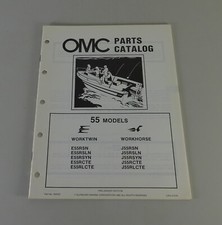 OMC PARTS
CATALOG
55 MODELS
WORKTWIN WORKHORSE
E55RSN J55RSN
E55RSLN J55RSLN
E55RSYN J55RSYN
E55RCTE J55RCTE
E55RLCTE J55RLCTE